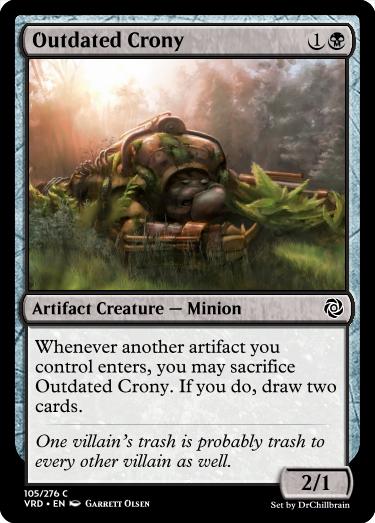 Outdated Crony 1
Artifact Creature — Minion
Whenever another artifact you
control enters, you may sacrifice
Outdated Crony. If you do, draw two
cards.
One villain's trash is probably trash to
every other villain as well.
2/1
105/276 C
VRD • EN Garrett Olsen
Set by DrChillbrain